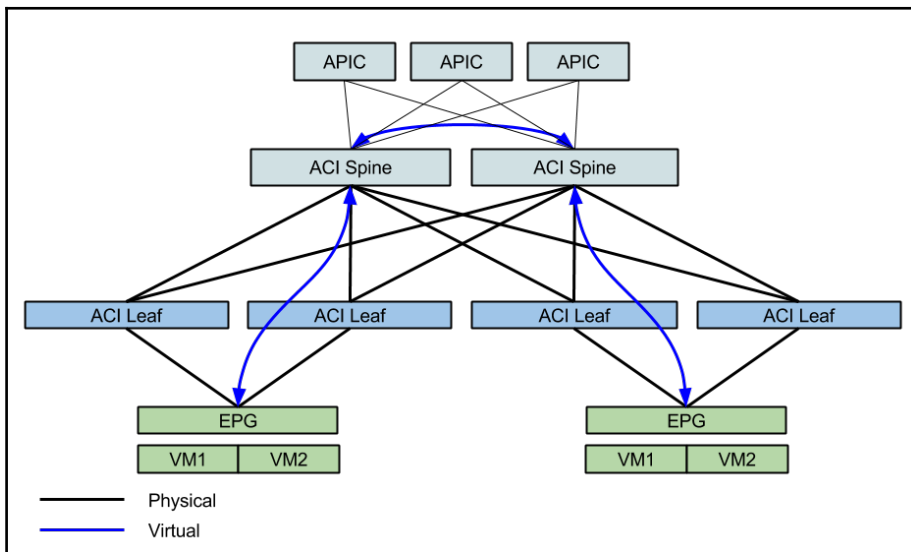 APIC APIC APIC
ACI Spine ACI Spine
ACI Leaf ACI Leaf ACI Leaf ACI Leaf
EPG EPG
VM1 VM2 VM1 VM2
Physical
Virtual